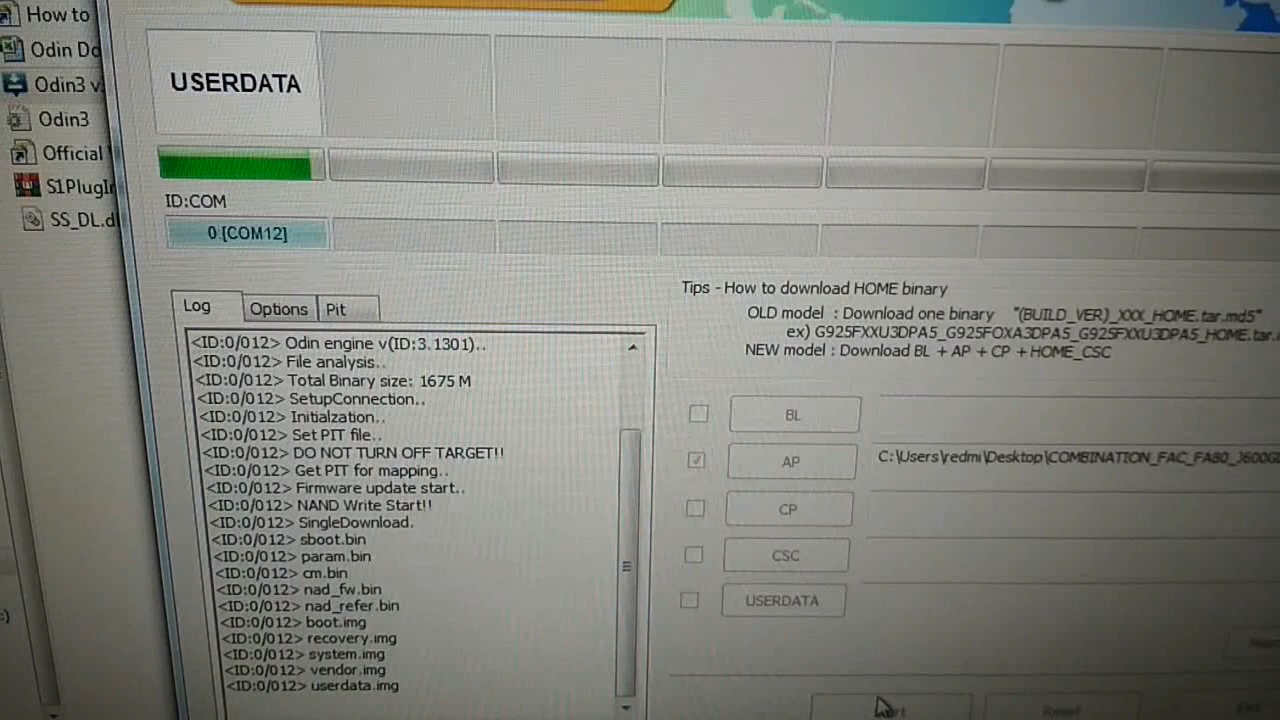 How to
Odin Do
Odin3 v
Odin3
Official
S1PlugIn
SS_DL.d
USERDATA
ID:COM
0:[COM12]
Log
Options
Pit
<ID:0/012> Odin engine v(ID:3.1301)..
<ID:0/012> File analysis..
<ID:0/012> Total Binary size: 1675 M
<ID:0/012> SetupConnection..
<ID:0/012> Initialzation..
<ID:0/012> Set PIT file..
<ID:0/012> DO NOT TURN OFF TARGET!!
<ID:0/012> Get PIT for mapping..
<ID:0/012> Firmware update start..
<ID:0/012> NAND Write Start!!
<ID:0/012> SingleDownload.
<ID:0/012> sboot.bin
<ID:0/012> param.bin
<ID:0/012> cm.bin
<ID:0/012> nad_fw.bin
<ID:0/012> nad_refer.bin
<ID:0/012> boot.img
<ID:0/012> recovery.img
<ID:0/012> system.img
<ID:0/012> vendor.img
<ID:0/012> userdata.img
Tips - How to download HOME binary
OLD model : Download one binary "(BUILD_VER)_XXX_HOME.tar.md5"
ex) G925FXXU3DPA5_G925FOXA3DPA5_G925FXXU3DPA5_HOME.tar.
NEW model : Download BL + AP + CP + HOME_CSC
BL
AP C:\Users\redmi\Desktop\COMBINATION_FAC_FA80_J600G
CP
CSC
USERDATA
Reset